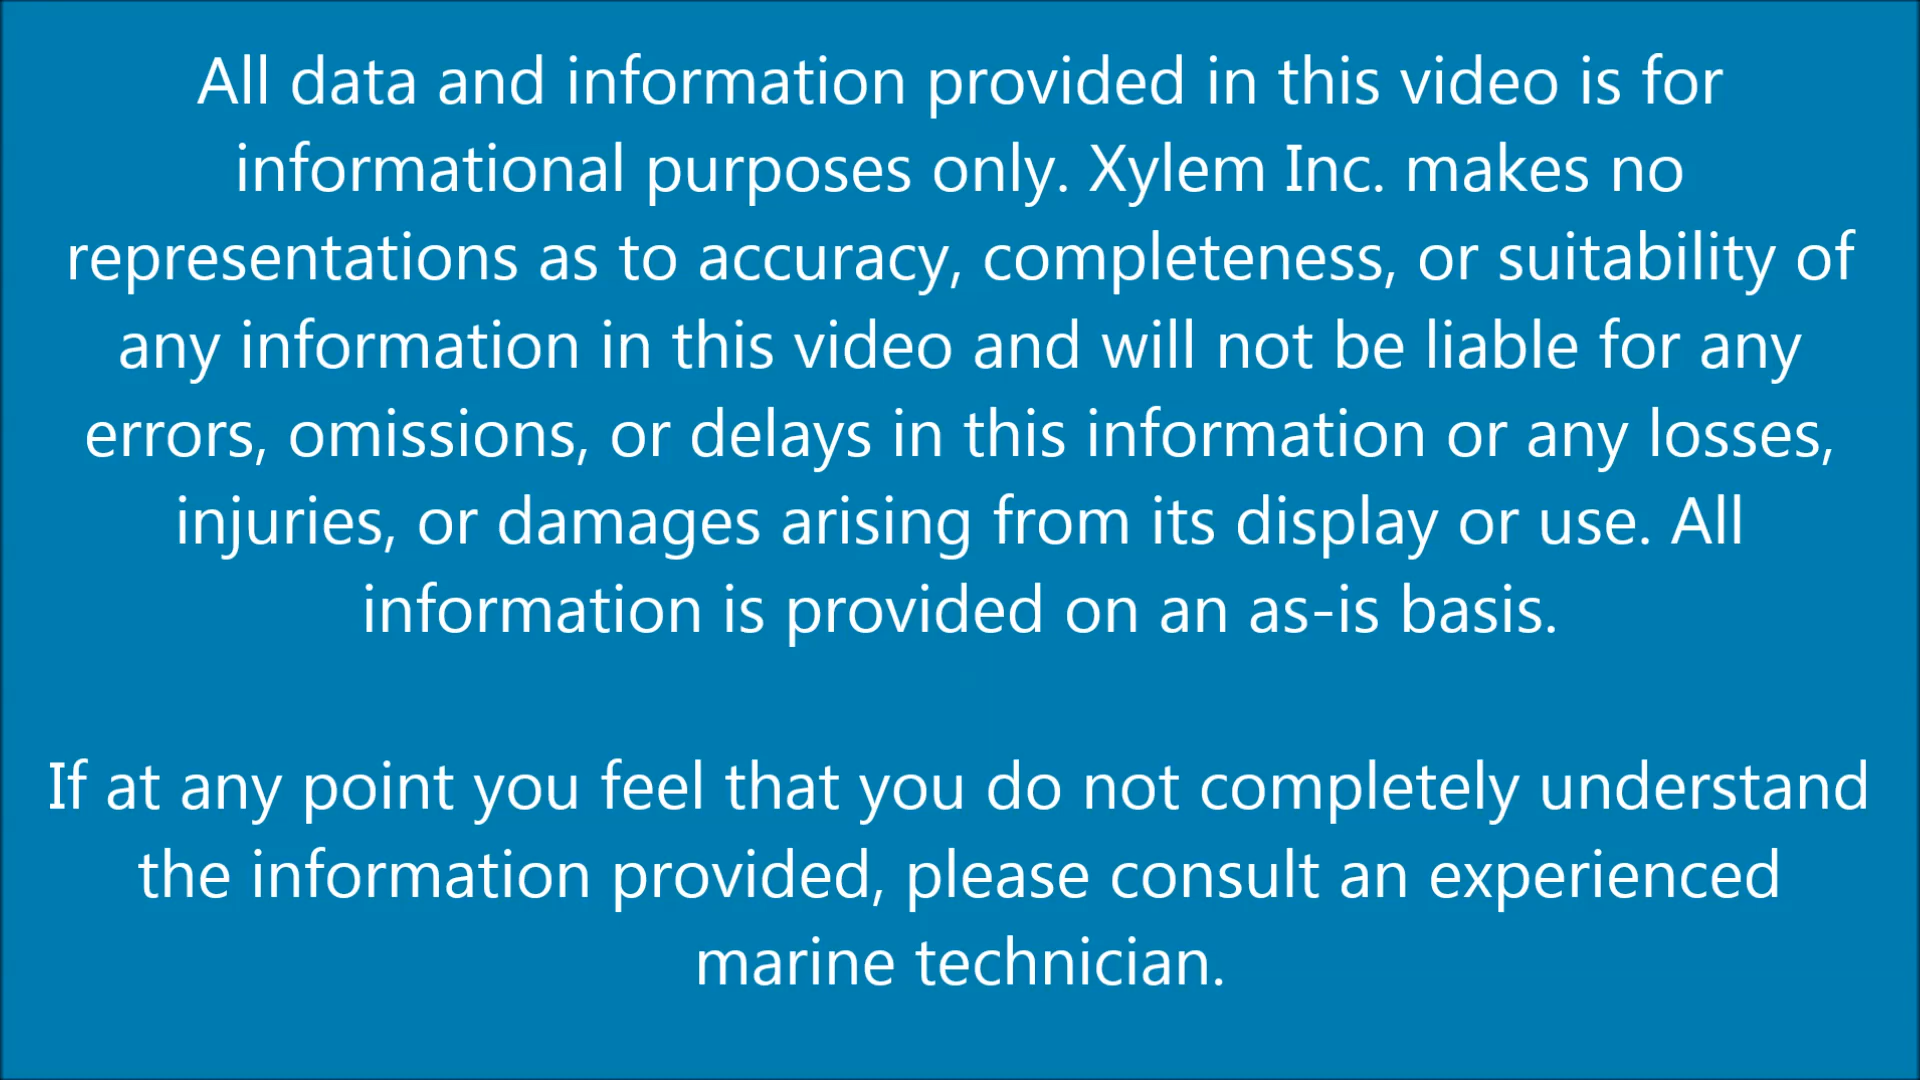 All data and information provided in this video is for
informational purposes only. Xylem Inc. makes no
representations as to accuracy, completeness, or suitability of
any information in this video and will not be liable for any
errors, omissions, or delays in this information or any losses,
injuries, or damages arising from its display or use. All
information is provided on an as-is basis.
If at any point you feel that you do not completely understand
the information provided, please consult an experienced
marine technician.